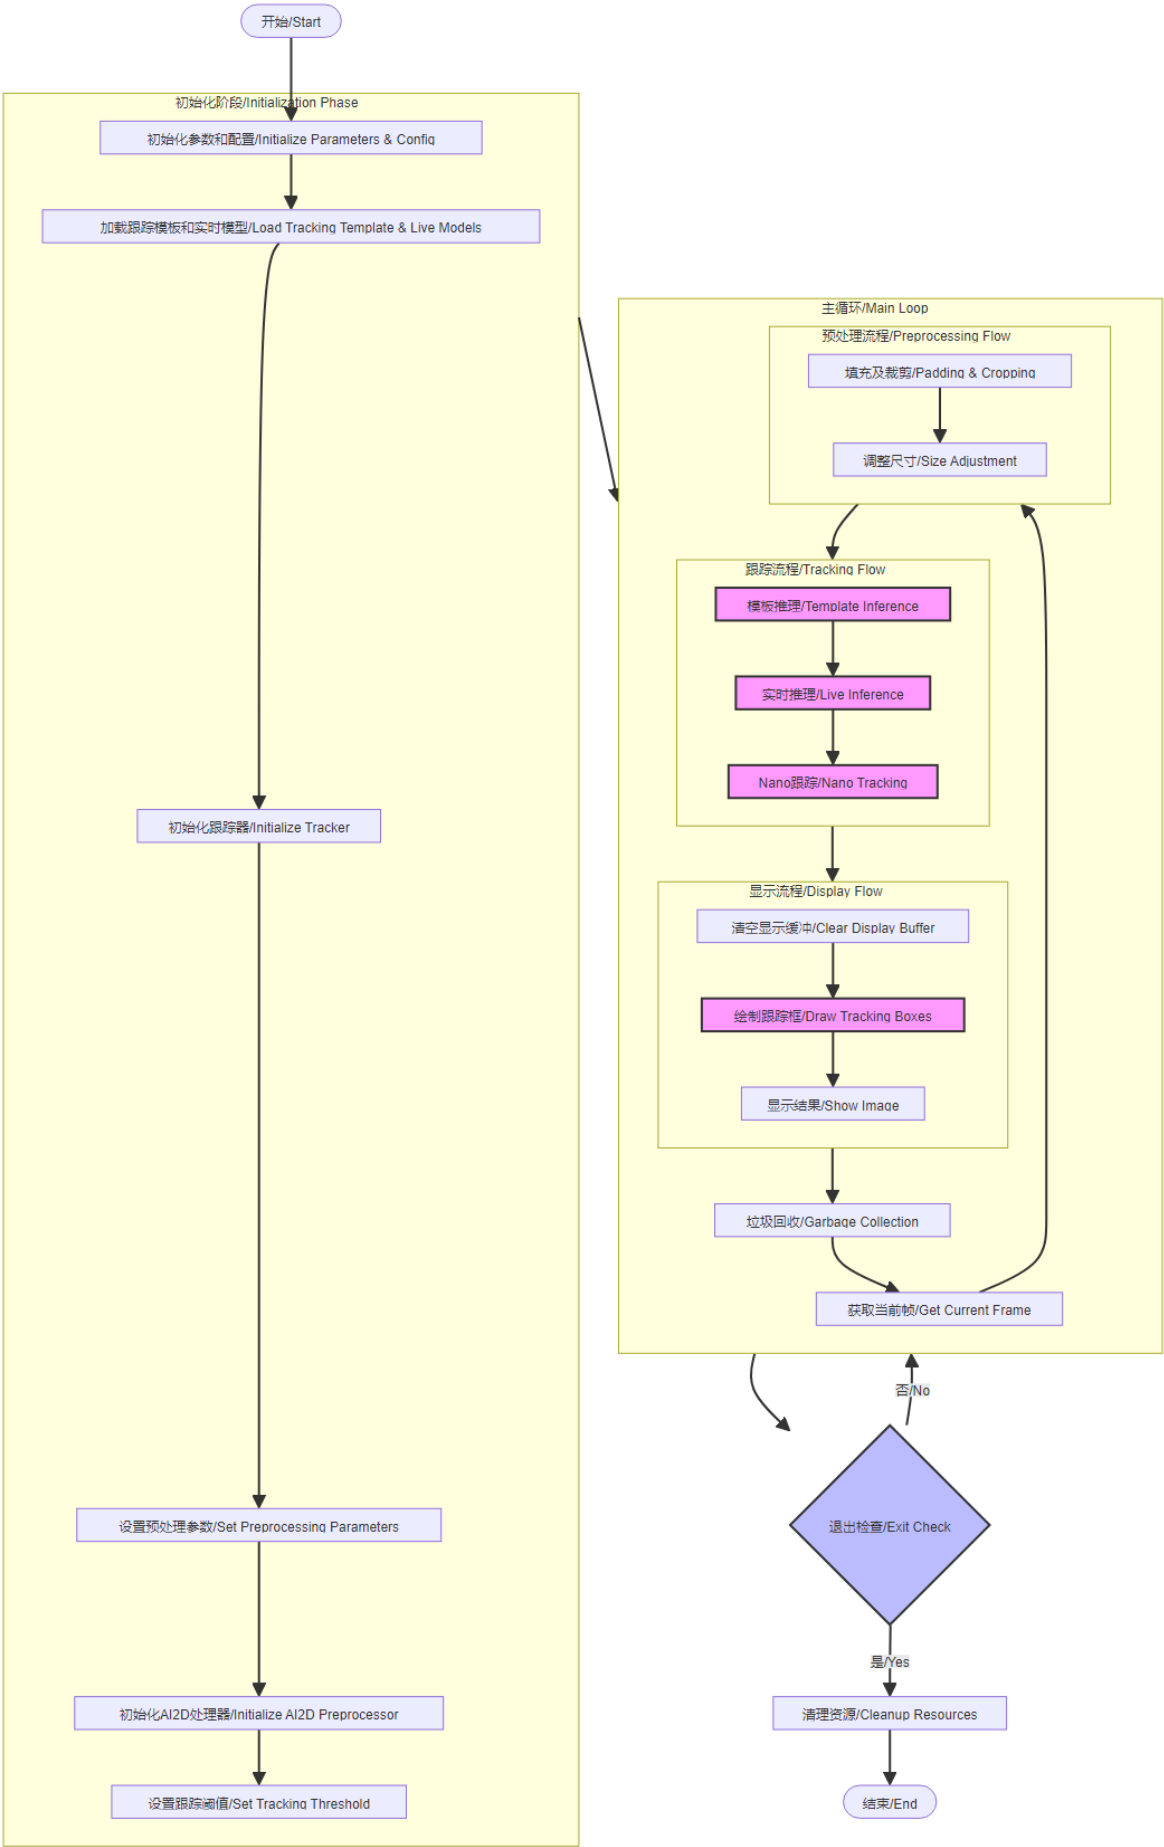 开始/Start
初始化阶段/Initialization Phase
初始化参数和配置/Initialize Parameters & Config
加载跟踪模板和实时模型/Load Tracking Template & Live Models
初始化跟踪器/Initialize Tracker
设置预处理参数/Set Preprocessing Parameters
初始化AI2D处理器/Initialize AI2D Preprocessor
设置跟踪阈值/Set Tracking Threshold
主循环/Main Loop
预处理流程/Preprocessing Flow
填充及裁剪/Padding & Cropping
调整尺寸/Size Adjustment
跟踪流程/Tracking Flow
模板推理/Template Inference
实时推理/Live Inference
Nano跟踪/Nano Tracking
显示流程/Display Flow
清空显示缓冲/Clear Display Buffer
绘制跟踪框/Draw Tracking Boxes
显示结果/Show Image
垃圾回收/Garbage Collection
获取当前帧/Get Current Frame
否/No
退出检查/Exit Check
是/Yes
清理资源/Cleanup Resources
结束/End